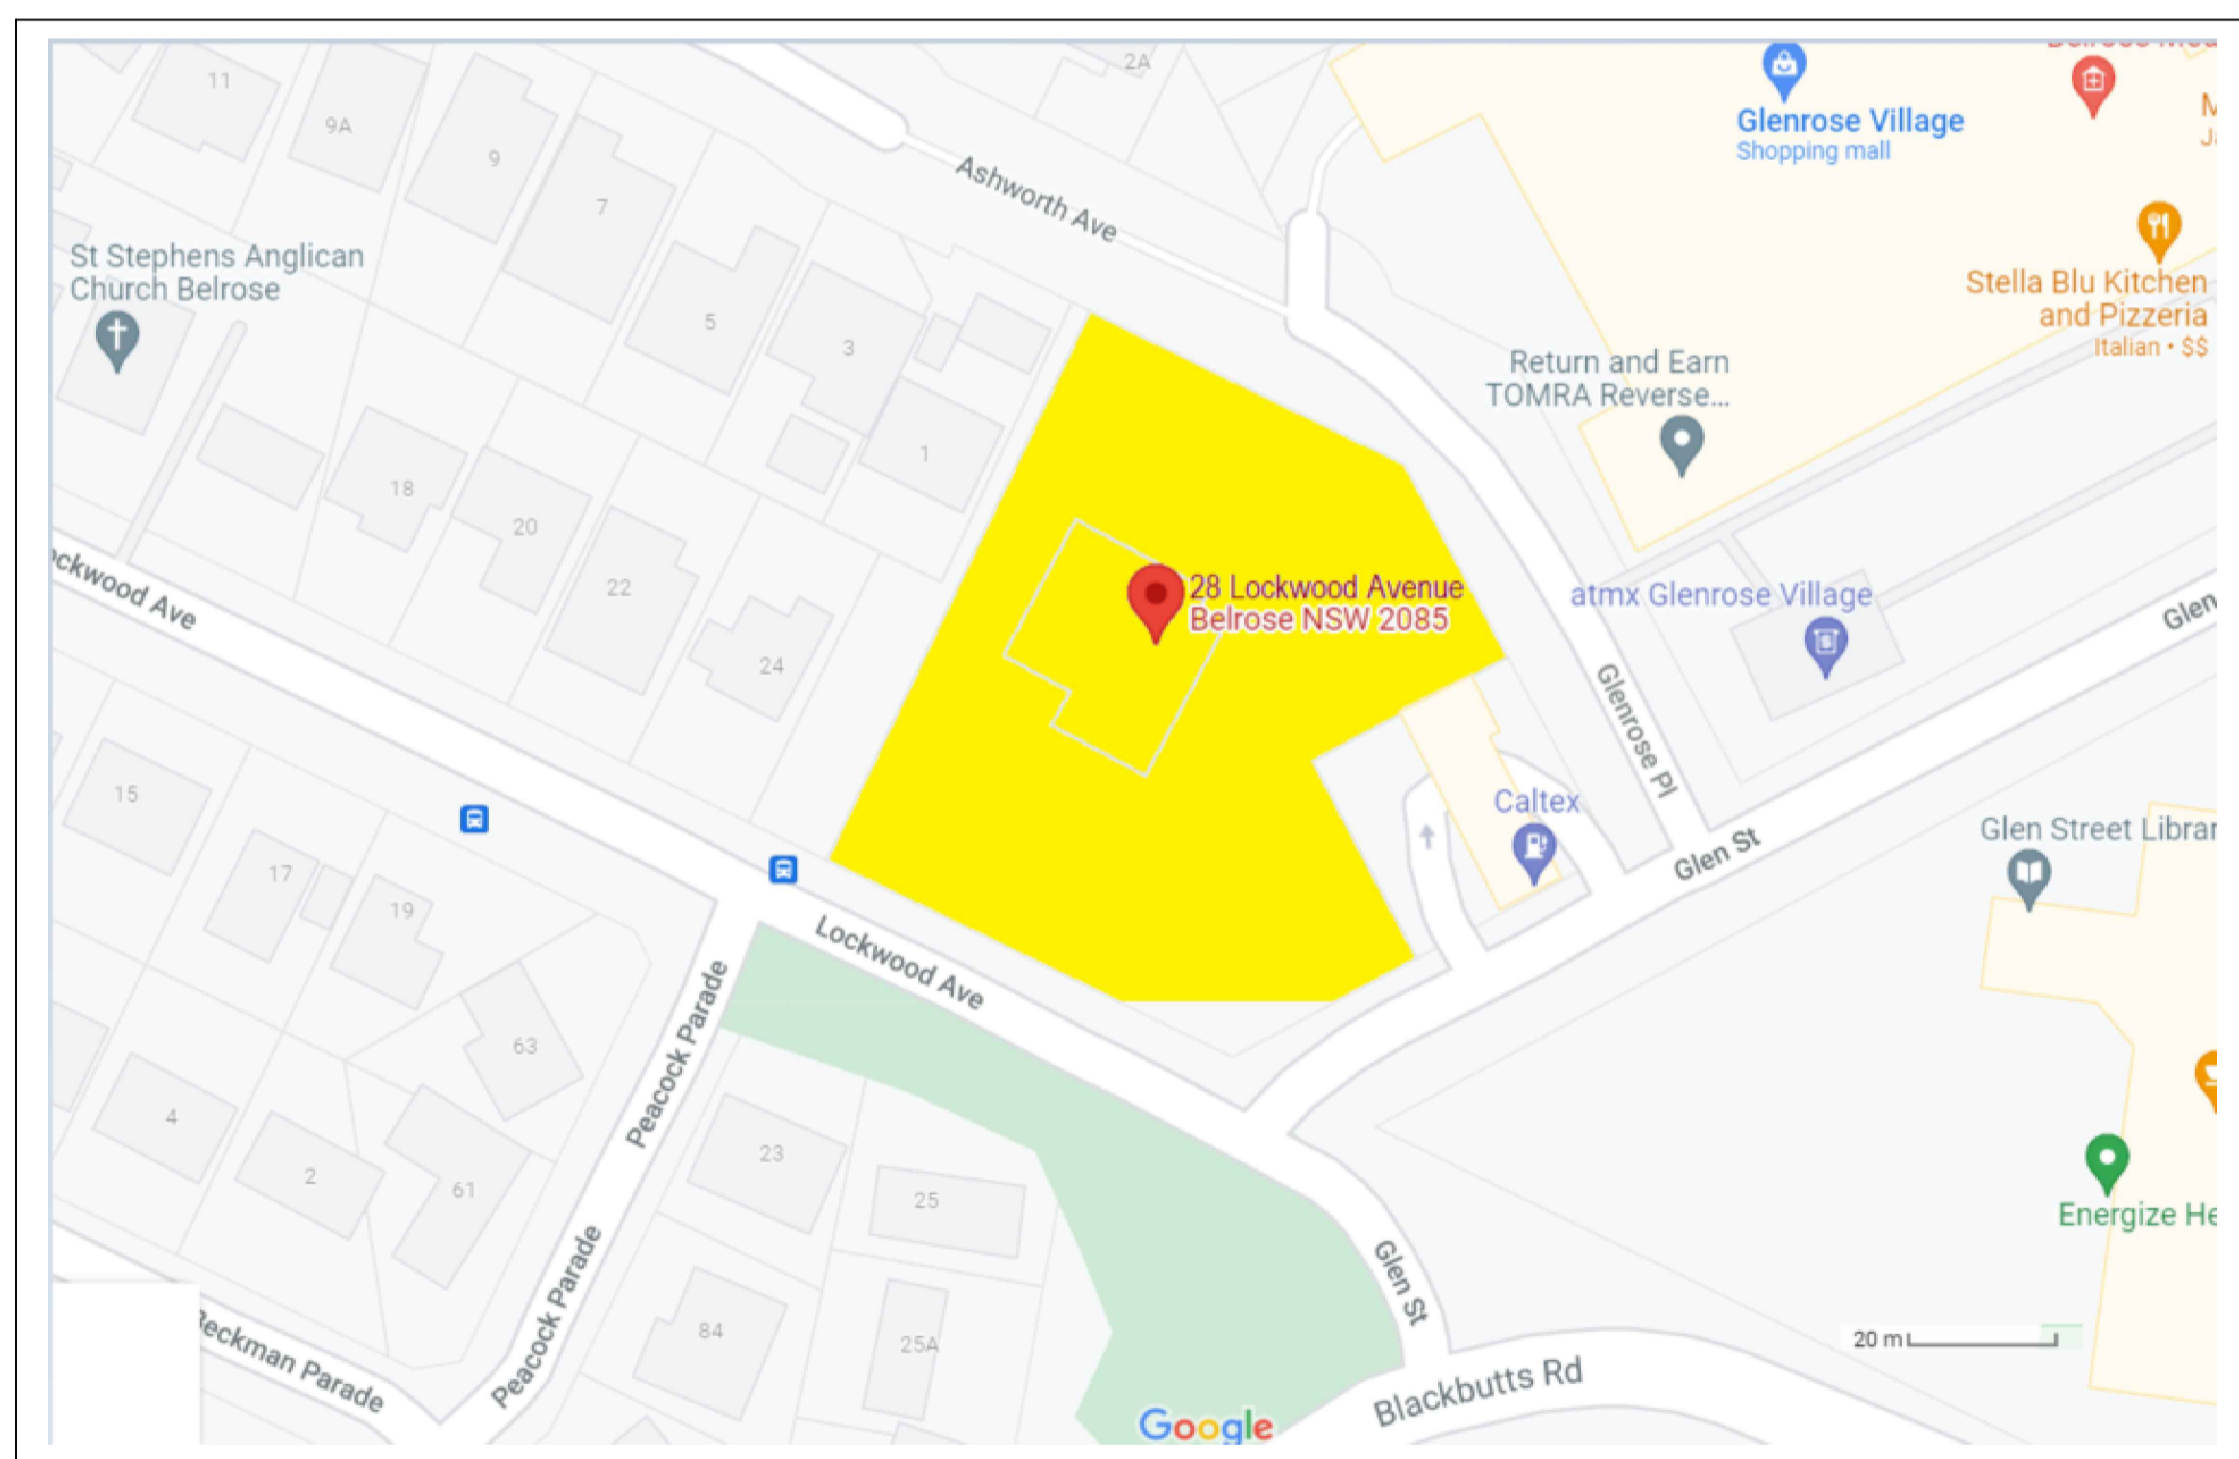 2A
11
9A
9
7
5
3
1
Glenrose Village
Shopping mall
Ashworth Ave
St Stephens Anglican
Church Belrose
Stella Blu Kitchen
and Pizzeria
Italian • $$
Return and Earn
TOMRA Reverse...
18
20
22
24
28 Lockwood Avenue
Belrose NSW 2085
atmx Glenrose Village
Glen
ckwood Ave
Glenrose Pl
15
17
19
Caltex
Glen Street Librar
Glen St
Lockwood Ave
Peacock Parade
63
4
2
61
23
25
Energize He
Glen St
84
25A
20 m
Peacock Parade
eckman Parade
Blackbutts Rd
Google